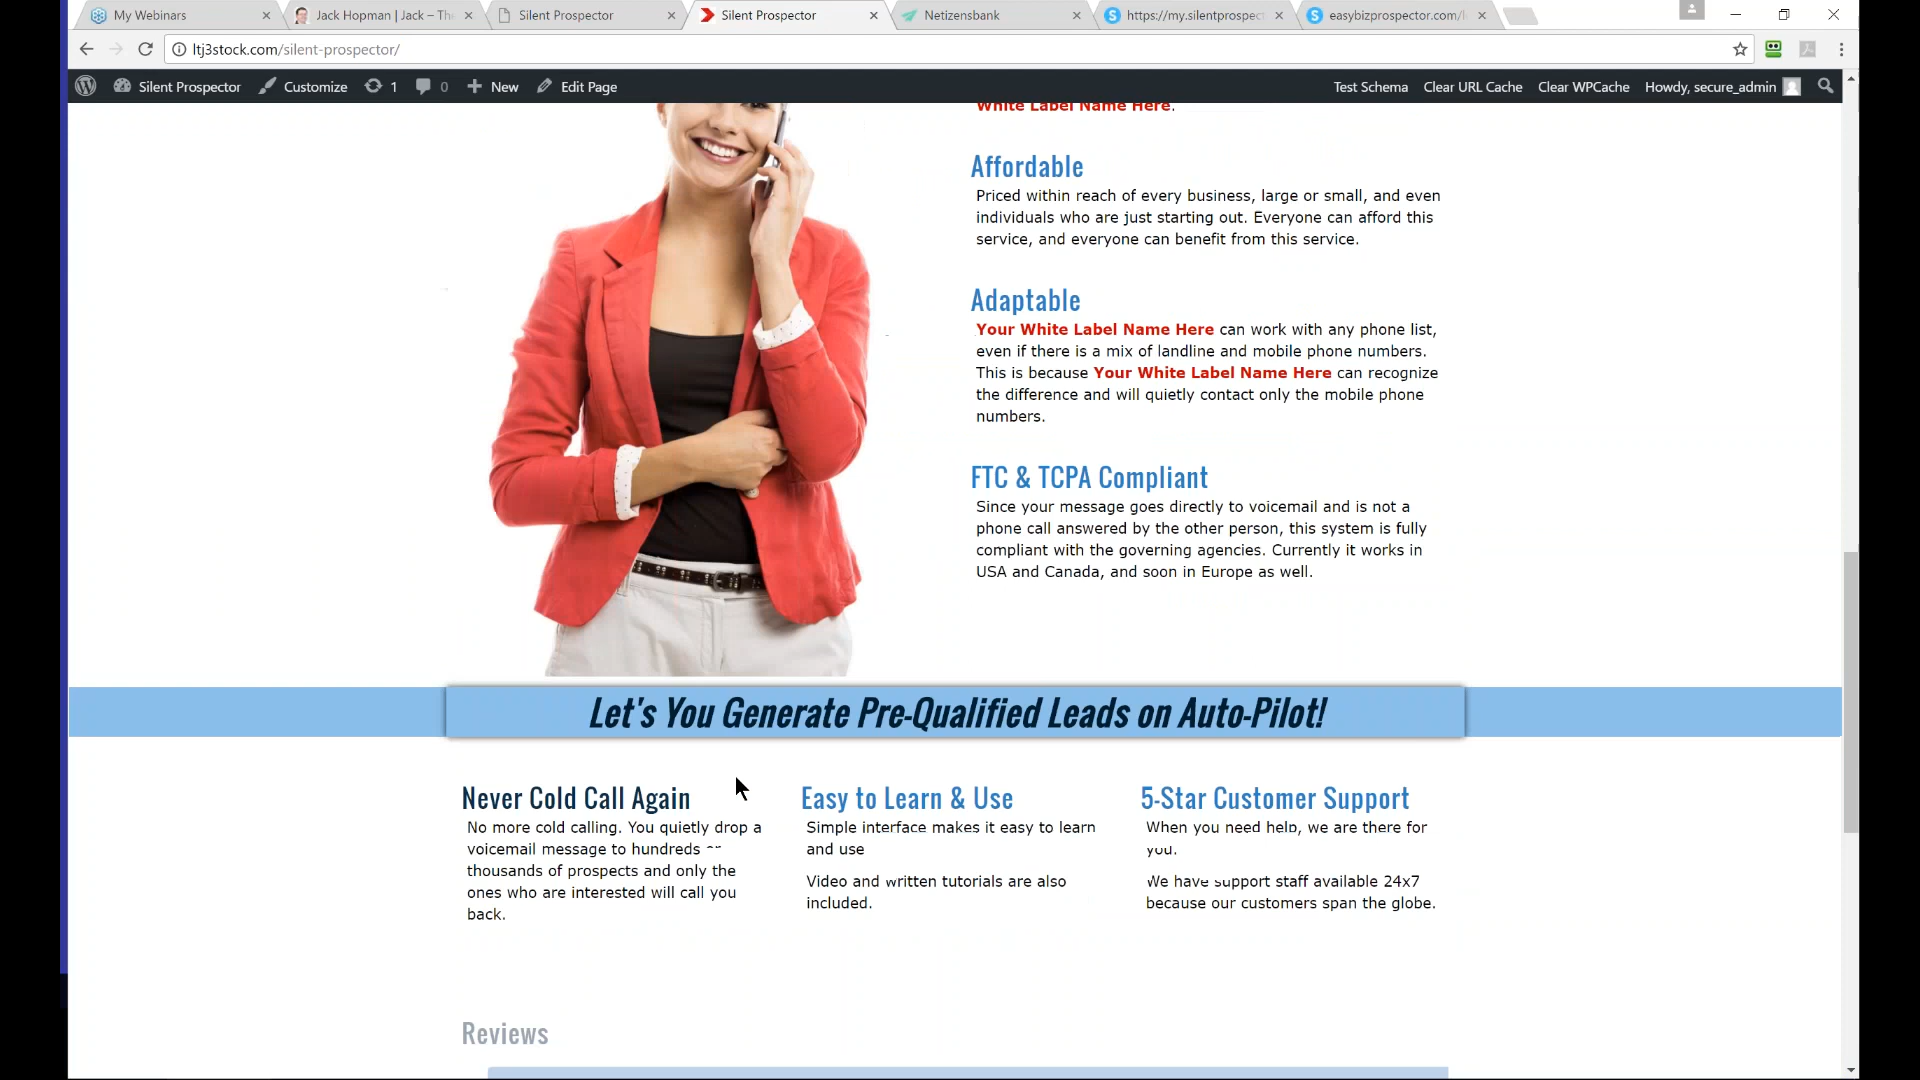 My Webinars
Jack Hopman | Jack – The
Silent Prospector
Silent Prospector
Netizensbank
https://my.silentprospec
easybizprospector.com/
ltj3stock.com/silent-prospector/
Silent Prospector
Customize
1
0
New
Edit Page
Test Schema
Clear URL Cache
Clear WPCache
Howdy, secure_admin
White Label Name Here.
Affordable
Priced within reach of every business, large or small, and even
individuals who are just starting out. Everyone can afford this
service, and everyone can benefit from this service.
Adaptable
Your White Label Name Here can work with any phone list,
even if there is a mix of landline and mobile phone numbers.
This is because Your White Label Name Here can recognize
the difference and will quietly contact only the mobile phone
numbers.
FTC & TCPA Compliant
Since your message goes directly to voicemail and is not a
phone call answered by the other person, this system is fully
compliant with the governing agencies. Currently it works in
USA and Canada, and soon in Europe as well.
Let's You Generate Pre-Qualified Leads on Auto-Pilot!
Never Cold Call Again
No more cold calling. You quietly drop a
voicemail message to hundreds or
thousands of prospects and only the
ones who are interested will call you
back.
Easy to Learn & Use
Simple interface makes it easy to learn
and use
Video and written tutorials are also
included.
5-Star Customer Support
When you need help, we are there for
you.
We have support staff available 24x7
because our customers span the globe.
Reviews